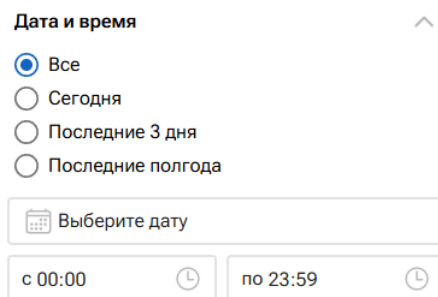 Дата и время
Все
Сегодня
Последние 3 дня
Последние полгода
Выберите дату
с 00:00
по 23:59